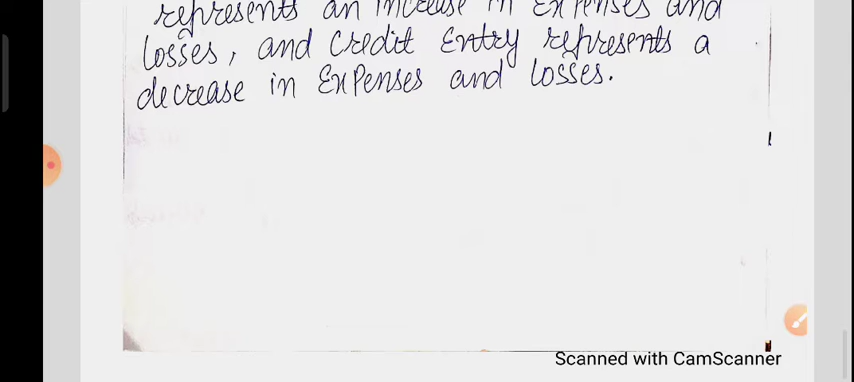 represents an increase in Expenses and
losses, and Credit Entry represents a
decrease in Expenses and losses.
Scanned with CamScanner